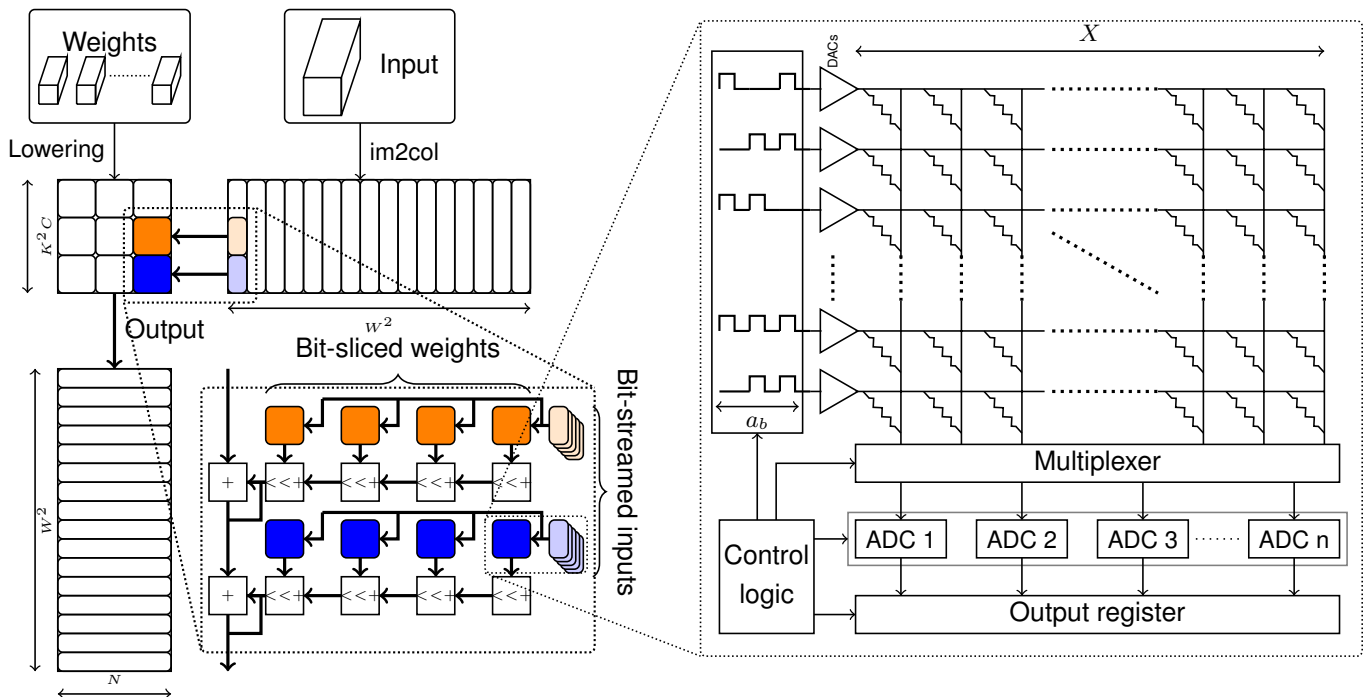 Weights
Input
Lowering
im2col
K²C
W²
Output
W²
N
Bit-sliced weights
Bit-streamed inputs
+
<<+
<<+
<<+
<<+
+
<<+
<<+
<<+
<<+
DACs
X
a_b
Multiplexer
Control
logic
ADC 1
ADC 2
ADC 3
ADC n
Output register